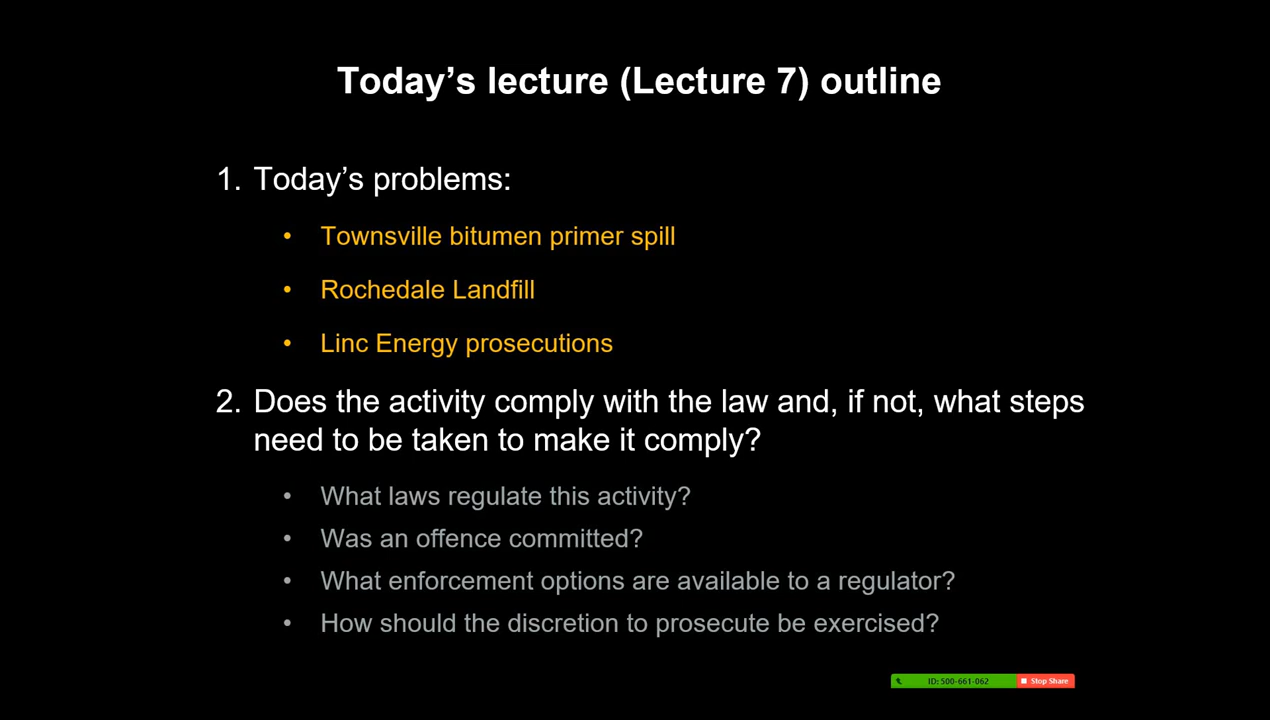 Today’s lecture (Lecture 7) outline
1. Today’s problems:
• Townsville bitumen primer spill
• Rochedale Landfill
• Linc Energy prosecutions
2. Does the activity comply with the law and, if not, what steps
need to be taken to make it comply?
• What laws regulate this activity?
• Was an offence committed?
• What enforcement options are available to a regulator?
• How should the discretion to prosecute be exercised?
ID: 500-661-062 Stop Share